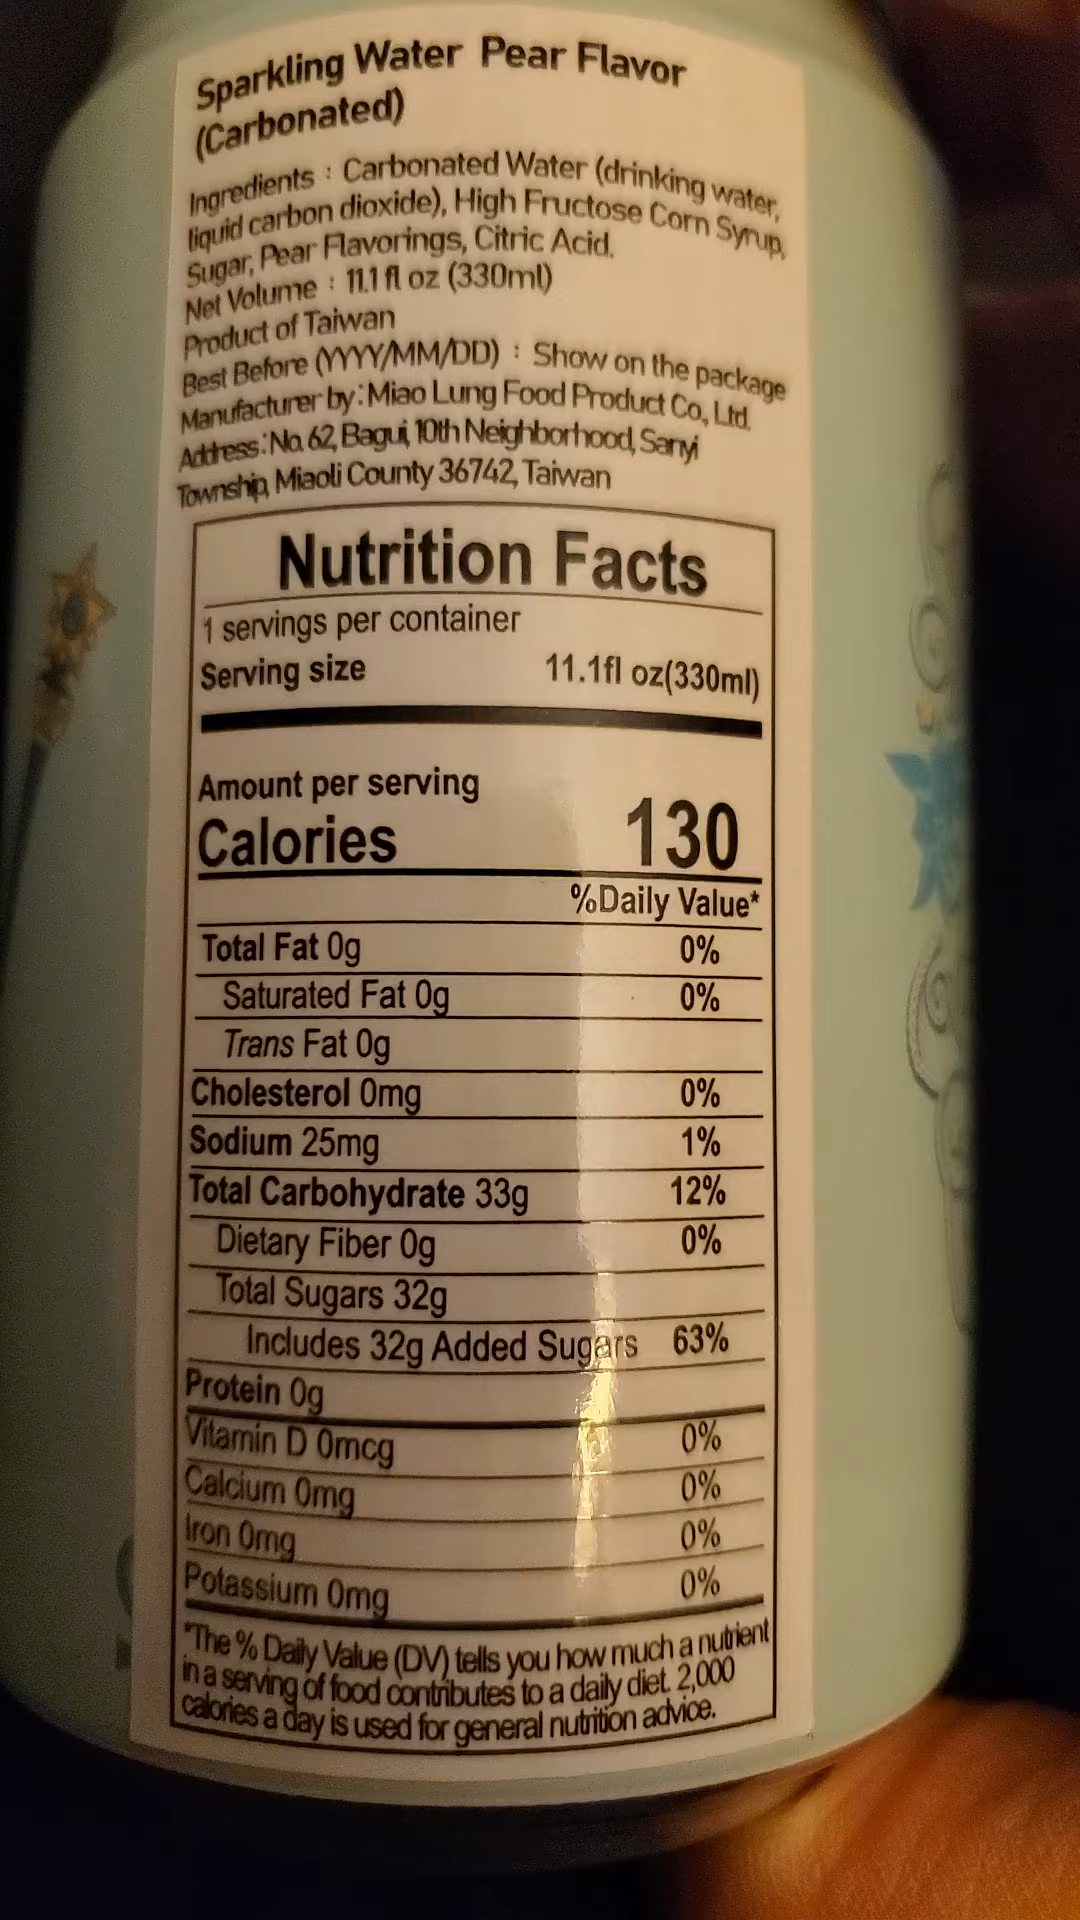 Sparkling Water Pear Flavor
(Carbonated)
Ingredients : Carbonated Water (drinking water,
liquid carbon dioxide), High Fructose Corn Syrup,
Sugar, Pear Flavorings, Citric Acid.
Net Volume : 11.1 fl oz (330ml)
Product of Taiwan
Best Before (YYYY/MM/DD) : Show on the package
Manufacturer by:Miao Lung Food Product Co., Ltd.
Address:No. 62, Bagui, 10th Neighborhood, Sanyi
Township, Miaoli County 36742, Taiwan
Nutrition Facts
1 servings per container
Serving size 11.1fl oz(330ml)
Amount per serving
Calories 130
%Daily Value*
Total Fat 0g 0%
Saturated Fat 0g 0%
Trans Fat 0g
Cholesterol 0mg 0%
Sodium 25mg 1%
Total Carbohydrate 33g 12%
Dietary Fiber 0g 0%
Total Sugars 32g
Includes 32g Added Sugars 63%
Protein 0g
Vitamin D 0mcg 0%
Calcium 0mg 0%
Iron 0mg 0%
Potassium 0mg 0%
*The % Daily Value (DV) tells you how much a nutrient
in a serving of food contributes to a daily diet. 2,000
calories a day is used for general nutrition advice.